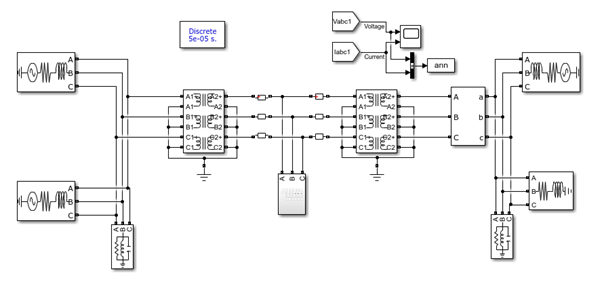 Discrete
5e-05 s.
Vabc1
Voltage
Iabc1
Current
ann
A
B
C
A
B
C
A
B
C
A1+
A1
B1+
B1
C1+
C1
A2+
A2
B2+
B2
C2+
C2
A
B
C
A1+
A1
B1+
B1
C1+
C1
A2+
A2
B2+
B2
C2+
C2
A
B
C
a
b
c
A
B
C
A
B
C
A
B
C